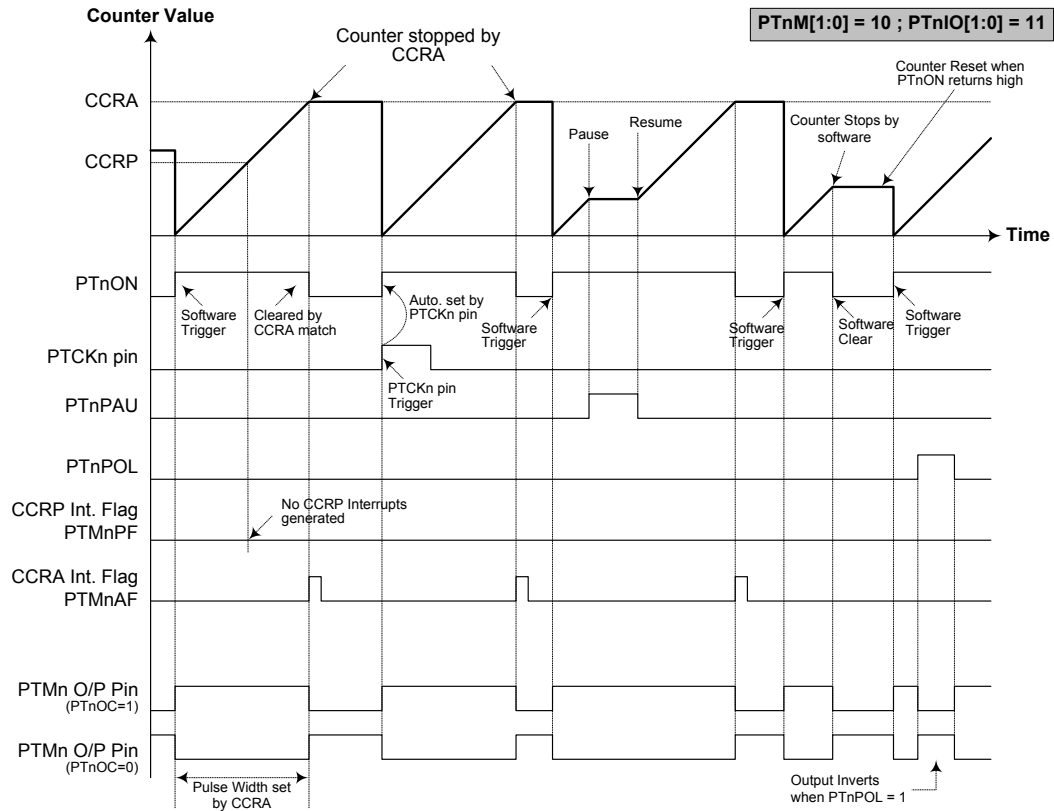 Counter Value
PTnM[1:0] = 10 ; PTnIO[1:0] = 11
Counter stopped by
CCRA
Counter Reset when
PTnON returns high
CCRA
Pause
Resume
Counter Stops by
software
CCRP
Time
PTnON
Software
Trigger
Cleared by
CCRA match
Auto. set by
PTCKn pin
Software
Trigger
Software
Trigger
Software
Clear
Software
Trigger
PTCKn pin
PTCKn pin
Trigger
PTnPAU
PTnPOL
CCRP Int. Flag
PTMnPF
No CCRP Interrupts
generated
CCRA Int. Flag
PTMnAF
PTMn O/P Pin
(PTnOC=1)
PTMn O/P Pin
(PTnOC=0)
Pulse Width set
by CCRA
Output Inverts
when PTnPOL = 1